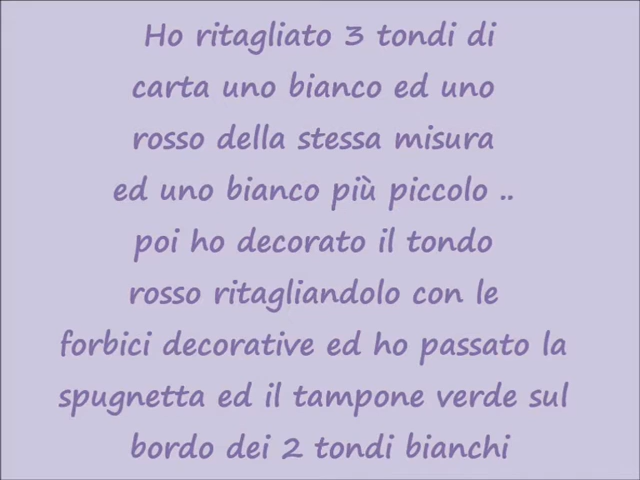 Ho ritagliato 3 tondi di
carta uno bianco ed uno
rosso della stessa misura
ed uno bianco più piccolo ..
poi ho decorato il tondo
rosso ritagliandolo con le
forbici decorative ed ho passato la
spugnetta ed il tampone verde sul
bordo dei 2 tondi bianchi